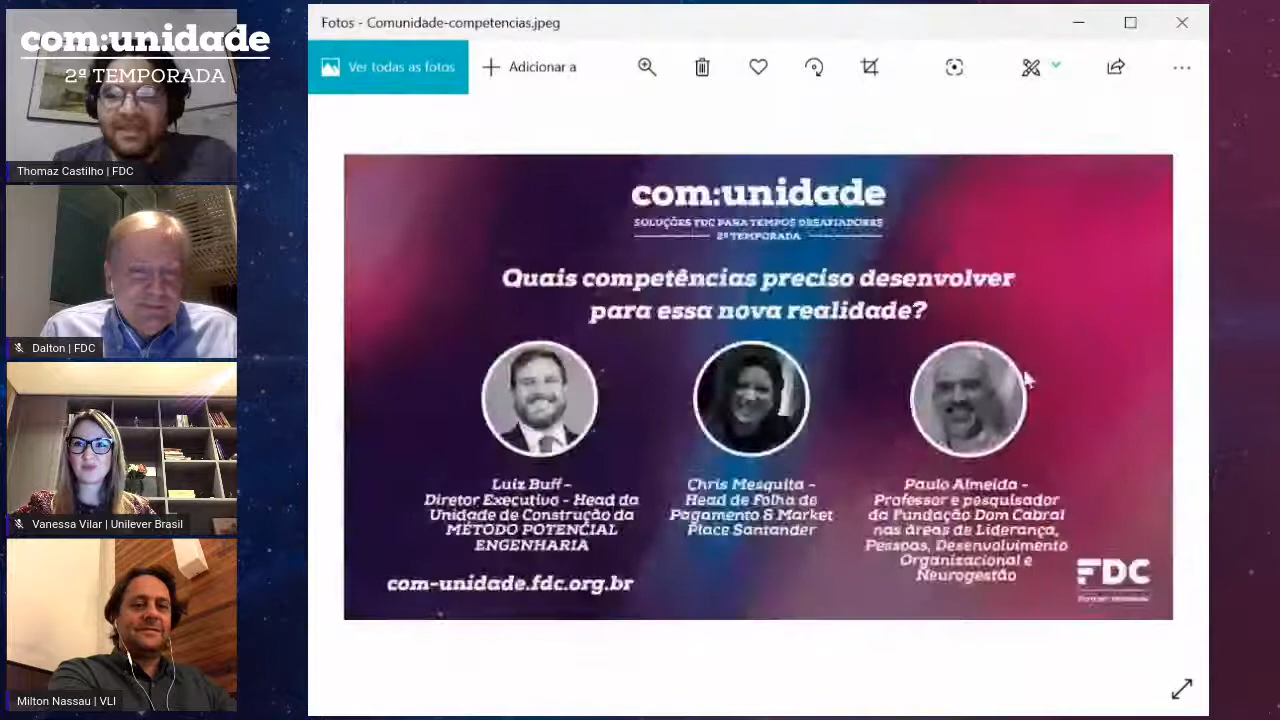 com:unidade
2ª TEMPORADA
Thomaz Castilho | FDC
Dalton | FDC
Vanessa Vilar | Unilever Brasil
Milton Nassau | VLI
Fotos - Comunidade-competencias.jpeg
Ver todas as fotos
Adicionar a
com:unidade
SOLUÇÕES FDC PARA TEMPOS DESAFIADORES
2ª TEMPORADA
Quais competências preciso desenvolver
para essa nova realidade?
Luiz Buff -
Diretor Executivo - Head da
Unidade de Construção da
MÉTODO POTENCIAL
ENGENHARIA
Chris Mesquita -
Head de Folha de
Pagamento & Market
Place Santander
Paulo Almeida -
Professor e pesquisador
da Fundação Dom Cabral
nas áreas de Liderança,
Pessoas, Desenvolvimento
Organizacional e
Neurogestão
com-unidade.fdc.org.br
FDC